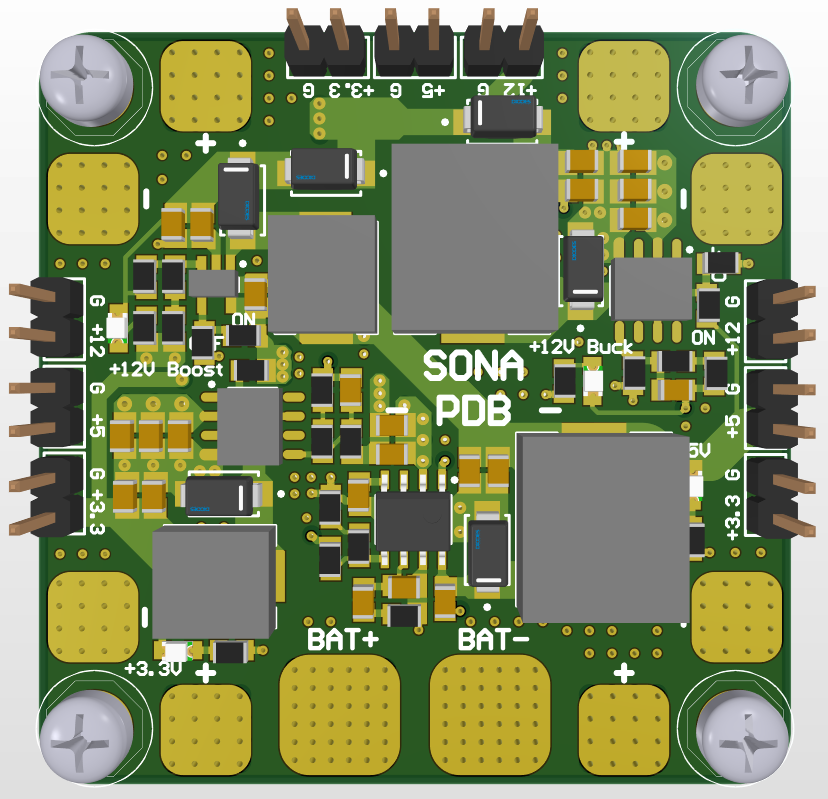 G +3.3 G +5 G +12
+
+
-
-
G +12
ON
+12V Boost
G +5
G +3.3
SONA
PDB
-
-
+12V Buck
ON
G +12
G +5
5V
G +3.3
BAT+
BAT-
-
+3.3V
+
+